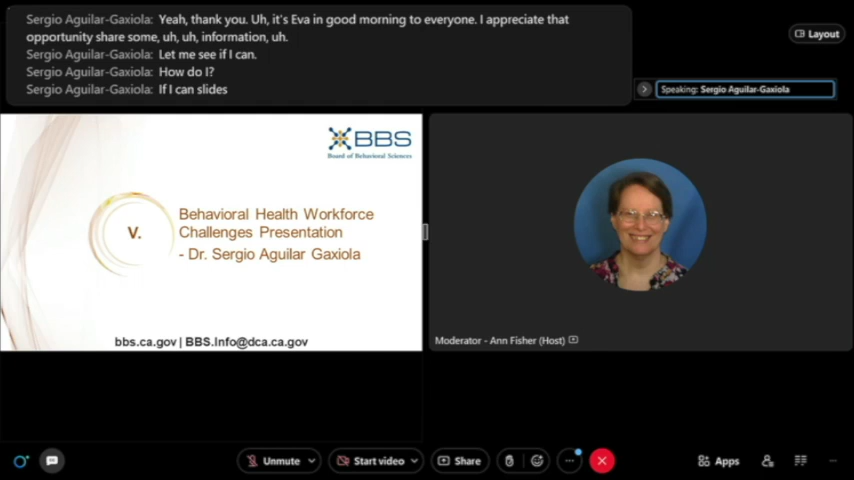 Sergio Aguilar-Gaxiola: Yeah, thank you. Uh, it's Eva in good morning to everyone. I appreciate that
opportunity share some, uh, uh, information, uh.
Sergio Aguilar-Gaxiola: Let me see if I can.
Sergio Aguilar-Gaxiola: How do I?
Sergio Aguilar-Gaxiola: If I can slides
Layout
Speaking: Sergio Aguilar-Gaxiola
BBS
Board of Behavioral Sciences
V.
Behavioral Health Workforce
Challenges Presentation
- Dr. Sergio Aguilar Gaxiola
bbs.ca.gov | BBS.Info@dca.ca.gov
Moderator - Ann Fisher (Host)
Unmute
Start video
Share
Apps